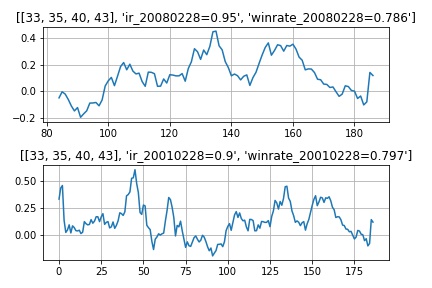 [[33, 35, 40, 43], 'ir_20080228=0.95', 'winrate_20080228=0.786']
0.4
0.2
0.0
−0.2
80 100 120 140 160 180
[[33, 35, 40, 43], 'ir_20010228=0.9', 'winrate_20010228=0.797']
0.50
0.25
0.00
0 25 50 75 100 125 150 175